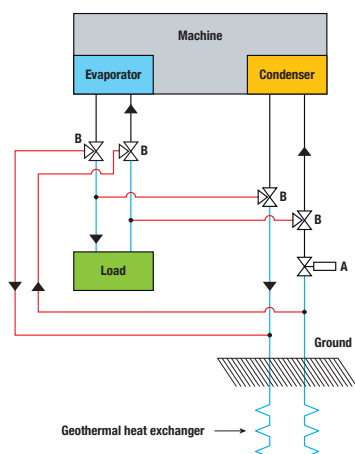 Machine
Evaporator
Condenser
B
B
B
B
A
Load
Ground
Geothermal heat exchanger